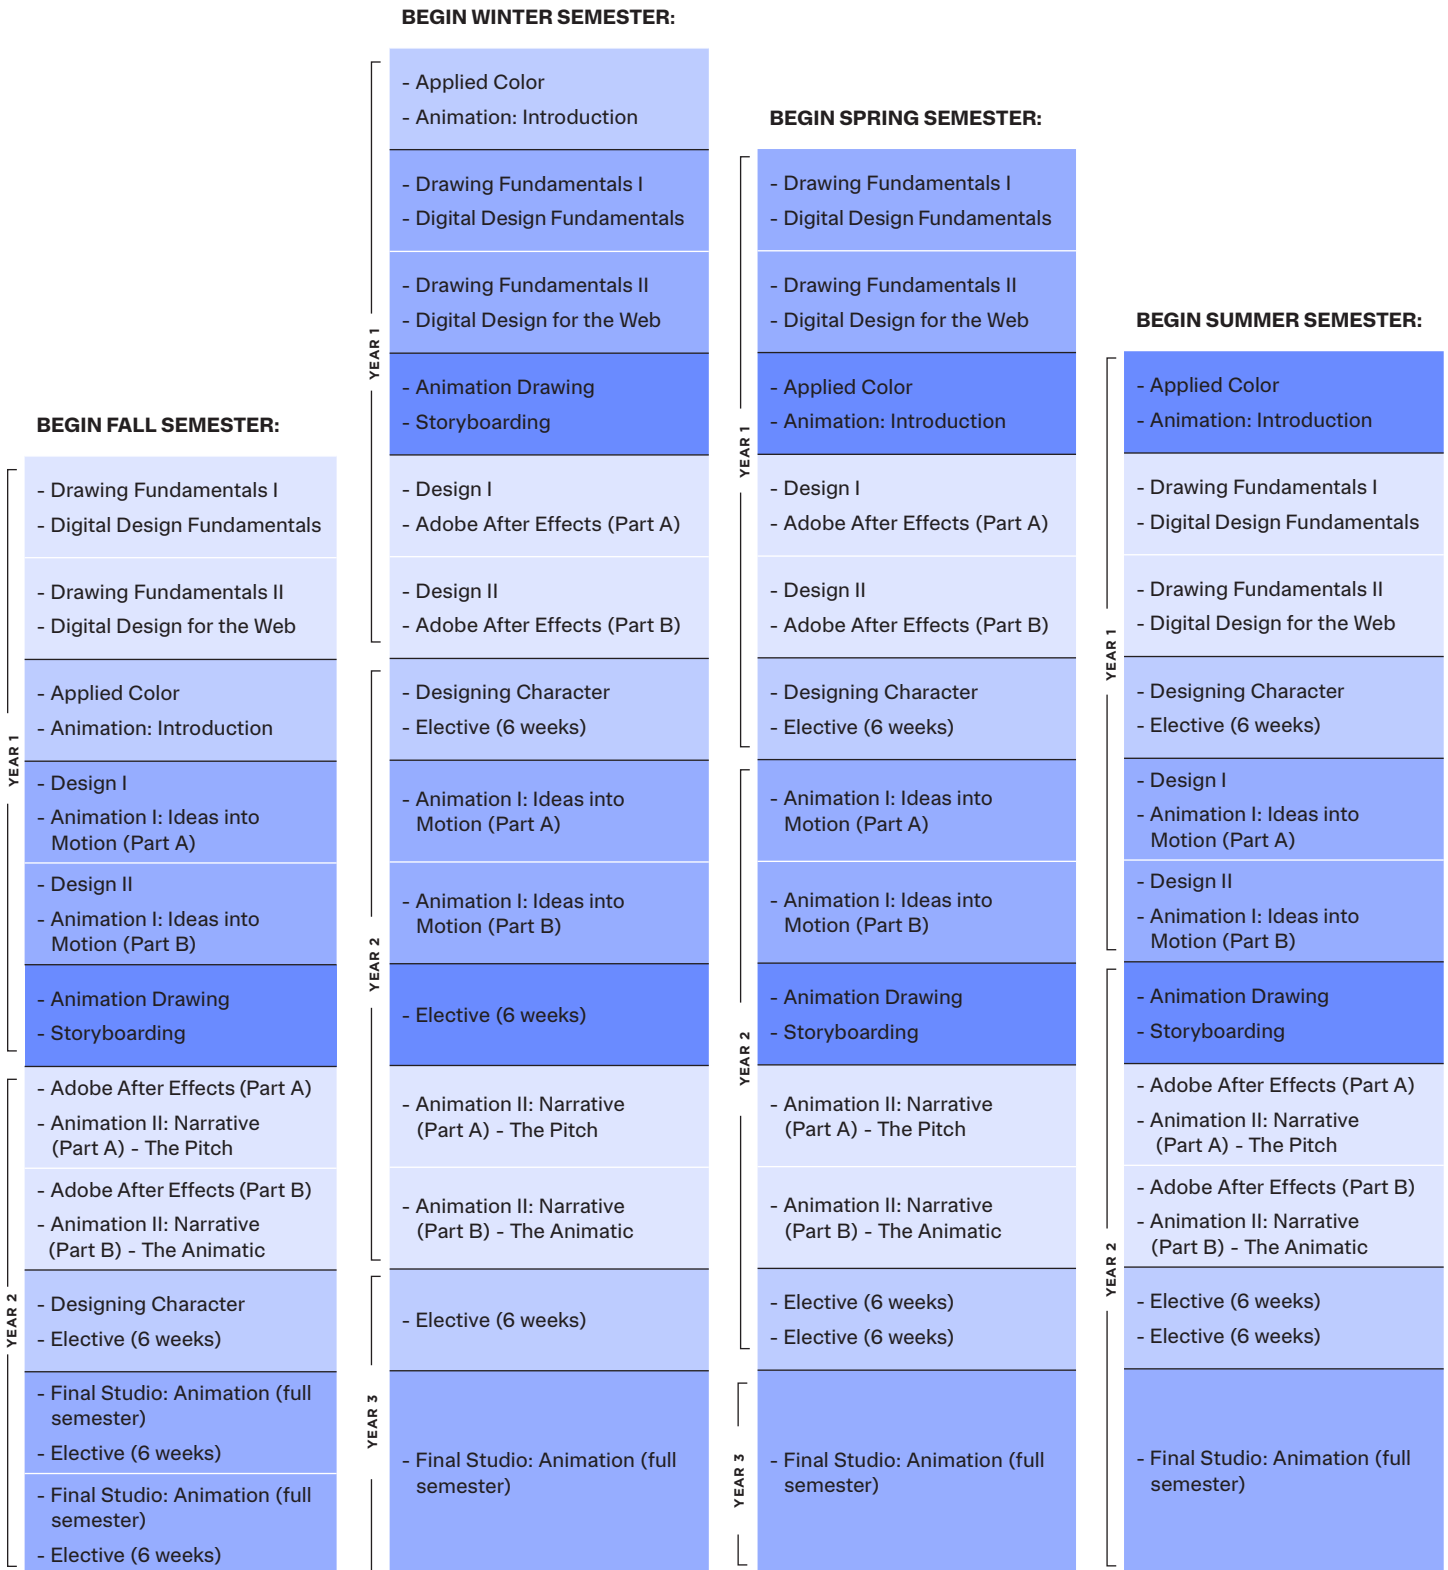 BEGIN FALL SEMESTER:
YEAR 1
- Drawing Fundamentals I
- Digital Design Fundamentals
- Drawing Fundamentals II
- Digital Design for the Web
- Applied Color
- Animation: Introduction
- Design I
- Animation I: Ideas into
Motion (Part A)
- Design II
- Animation I: Ideas into
Motion (Part B)
- Animation Drawing
- Storyboarding
YEAR 2
- Adobe After Effects (Part A)
- Animation II: Narrative
(Part A) - The Pitch
- Adobe After Effects (Part B)
- Animation II: Narrative
(Part B) - The Animatic
- Designing Character
- Elective (6 weeks)
- Final Studio: Animation (full
semester)
- Elective (6 weeks)
- Final Studio: Animation (full
semester)
- Elective (6 weeks)
BEGIN WINTER SEMESTER:
YEAR 1
- Applied Color
- Animation: Introduction
- Drawing Fundamentals I
- Digital Design Fundamentals
- Drawing Fundamentals II
- Digital Design for the Web
- Animation Drawing
- Storyboarding
- Design I
- Adobe After Effects (Part A)
- Design II
- Adobe After Effects (Part B)
YEAR 2
- Designing Character
- Elective (6 weeks)
- Animation I: Ideas into
Motion (Part A)
- Animation I: Ideas into
Motion (Part B)
- Elective (6 weeks)
- Animation II: Narrative
(Part A) - The Pitch
- Animation II: Narrative
(Part B) - The Animatic
YEAR 3
- Elective (6 weeks)
- Final Studio: Animation (full
semester)
BEGIN SPRING SEMESTER:
YEAR 1
- Drawing Fundamentals I
- Digital Design Fundamentals
- Drawing Fundamentals II
- Digital Design for the Web
- Applied Color
- Animation: Introduction
- Design I
- Adobe After Effects (Part A)
- Design II
- Adobe After Effects (Part B)
- Designing Character
- Elective (6 weeks)
YEAR 2
- Animation I: Ideas into
Motion (Part A)
- Animation I: Ideas into
Motion (Part B)
- Animation Drawing
- Storyboarding
- Animation II: Narrative
(Part A) - The Pitch
- Animation II: Narrative
(Part B) - The Animatic
- Elective (6 weeks)
- Elective (6 weeks)
YEAR 3
- Final Studio: Animation (full
semester)
BEGIN SUMMER SEMESTER:
YEAR 1
- Applied Color
- Animation: Introduction
- Drawing Fundamentals I
- Digital Design Fundamentals
- Drawing Fundamentals II
- Digital Design for the Web
- Designing Character
- Elective (6 weeks)
- Design I
- Animation I: Ideas into
Motion (Part A)
- Design II
- Animation I: Ideas into
Motion (Part B)
YEAR 2
- Animation Drawing
- Storyboarding
- Adobe After Effects (Part A)
- Animation II: Narrative
(Part A) - The Pitch
- Adobe After Effects (Part B)
- Animation II: Narrative
(Part B) - The Animatic
- Elective (6 weeks)
- Elective (6 weeks)
- Final Studio: Animation (full
semester)